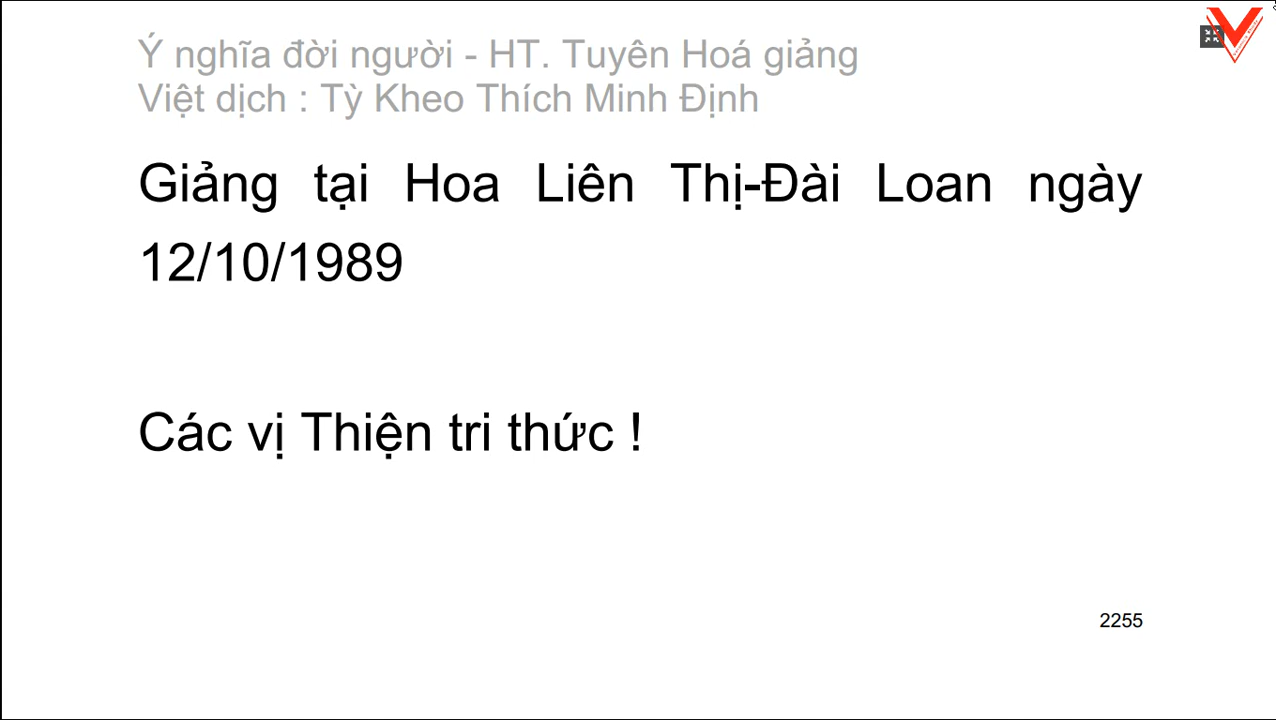 Ý nghĩa đời người - HT. Tuyên Hoá giảng
Việt dịch : Tỳ Kheo Thích Minh Định
Giảng tại Hoa Liên Thị-Đài Loan ngày
12/10/1989
Các vị Thiện tri thức !
2255